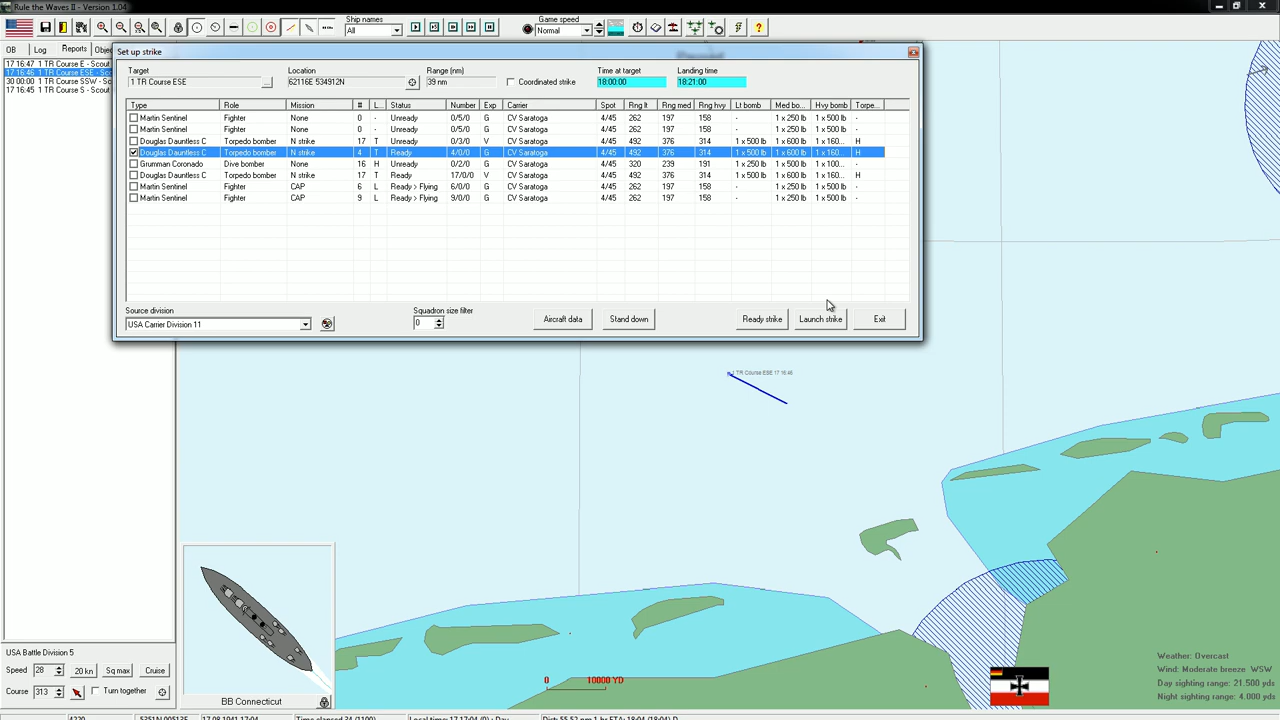 Rule the Waves II - Version 1.04
Ship names
All
Game speed
Normal
OB Log Reports
17 16:47 1 TR Course E - Scout
17 16:46 1 TR Course ESE - Sco
30 00:00 1 TR Course SSW - Sc
17 16:45 1 TR Course S - Scout
Set up strike
Target Location Range (nm) Coordinated strike Time at target Landing time
1 TR Course ESE ... 62116E 534912N 39 nm 18:00:00 18:21:00
Type Role Mission # L... Status Number Exp Carrier Spot Rng lt Rng med Rng hvy Lt bomb Med bo... Hvy bomb Torpe...
Martin Sentinel Fighter None 0 - Unready 0/5/0 G CV Saratoga 4/45 262 197 158 - 1 x 250 lb 1 x 500 lb -
Martin Sentinel Fighter None 0 - Unready 0/5/0 G CV Saratoga 4/45 262 197 158 - 1 x 250 lb 1 x 500 lb -
Douglas Dauntless C Torpedo bomber N strike 17 T Unready 0/3/0 V CV Saratoga 4/45 492 376 314 1 x 500 lb 1 x 600 lb 1 x 160... H
Douglas Dauntless C Torpedo bomber N strike 4 T Ready 4/0/0 G CV Saratoga 4/45 492 376 314 1 x 500 lb 1 x 600 lb 1 x 160... H
Grumman Coronado Dive bomber None 16 H Unready 0/2/0 G CV Saratoga 4/45 320 239 191 1 x 250 lb 1 x 500 lb 1 x 100... -
Douglas Dauntless C Torpedo bomber N strike 17 T Ready 17/0/0 V CV Saratoga 4/45 492 376 314 1 x 500 lb 1 x 600 lb 1 x 160... H
Martin Sentinel Fighter CAP 6 L Ready > Flying 6/0/0 G CV Saratoga 4/45 262 197 158 - 1 x 250 lb 1 x 500 lb -
Martin Sentinel Fighter CAP 9 L Ready > Flying 9/0/0 G CV Saratoga 4/45 262 197 158 - 1 x 250 lb 1 x 500 lb -
Source division Squadron size filter
USA Carrier Division 11 0 Aircraft data Stand down Ready strike Launch strike Exit
1 TR Course ESE 17 16:46
USA Battle Division 5
Speed 28 20 kn Sq max Cruise
Course 313 Turn together
BB Connecticut
0 10000 YD
Weather: Overcast
Wind: Moderate breeze WSW
Day sighting range: 21.500 yds
Night sighting range: 4.000 yds